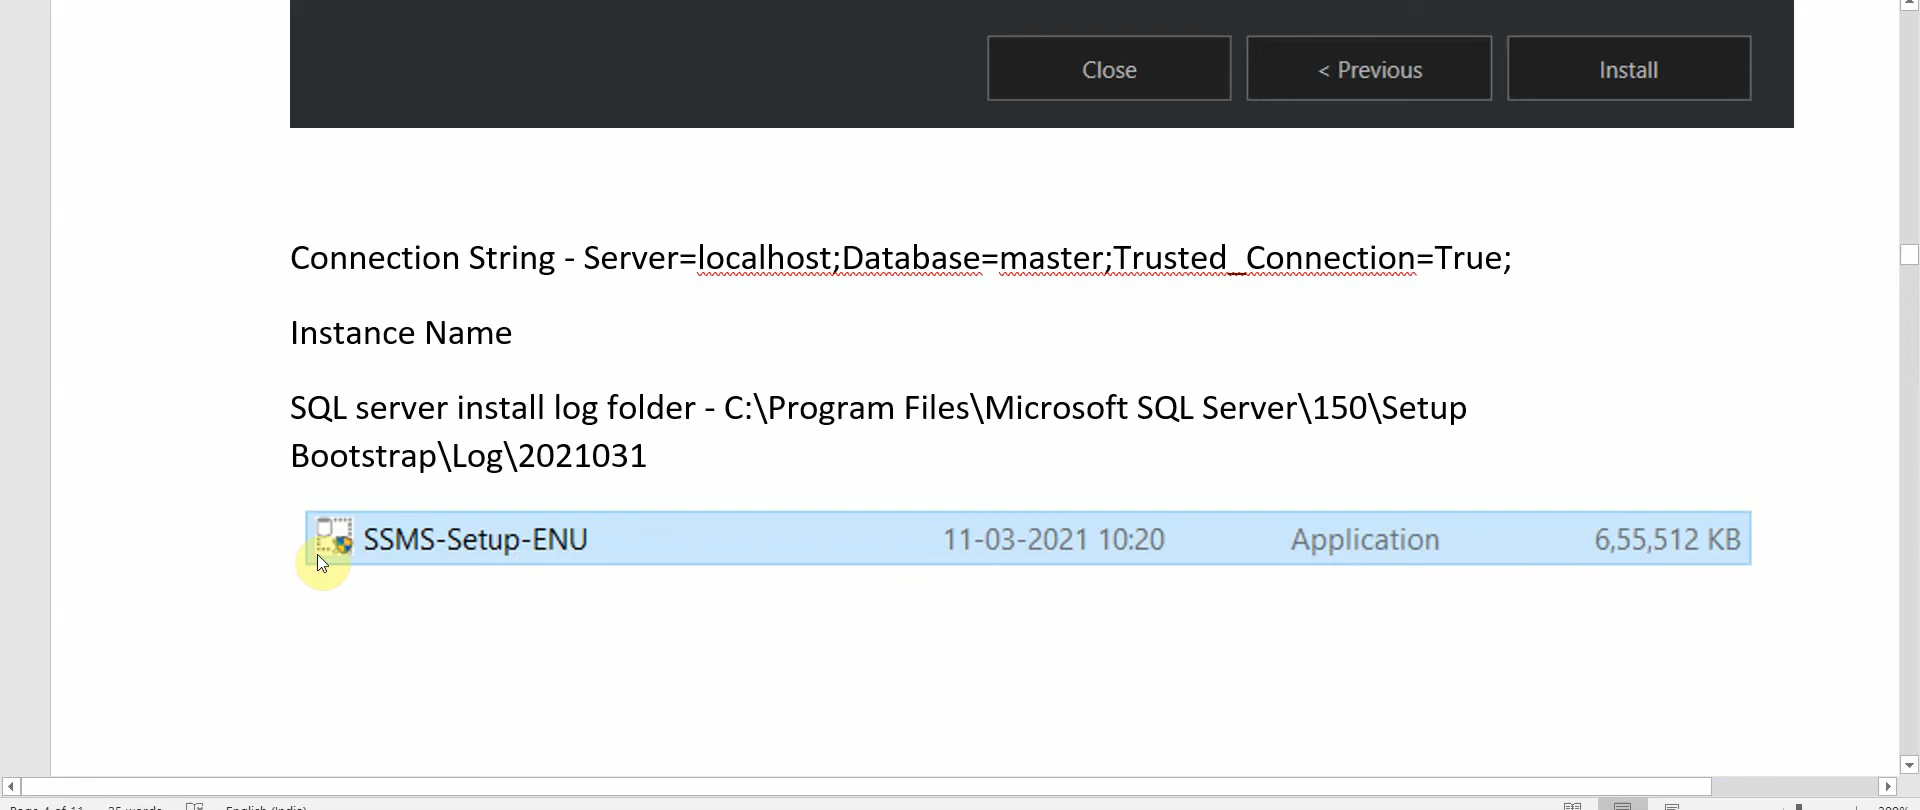 Close
< Previous
Install
Connection String - Server=localhost;Database=master;Trusted_Connection=True;
Instance Name
SQL server install log folder - C:\Program Files\Microsoft SQL Server\150\Setup
Bootstrap\Log\2021031
SSMS-Setup-ENU 11-03-2021 10:20 Application 6,55,512 KB